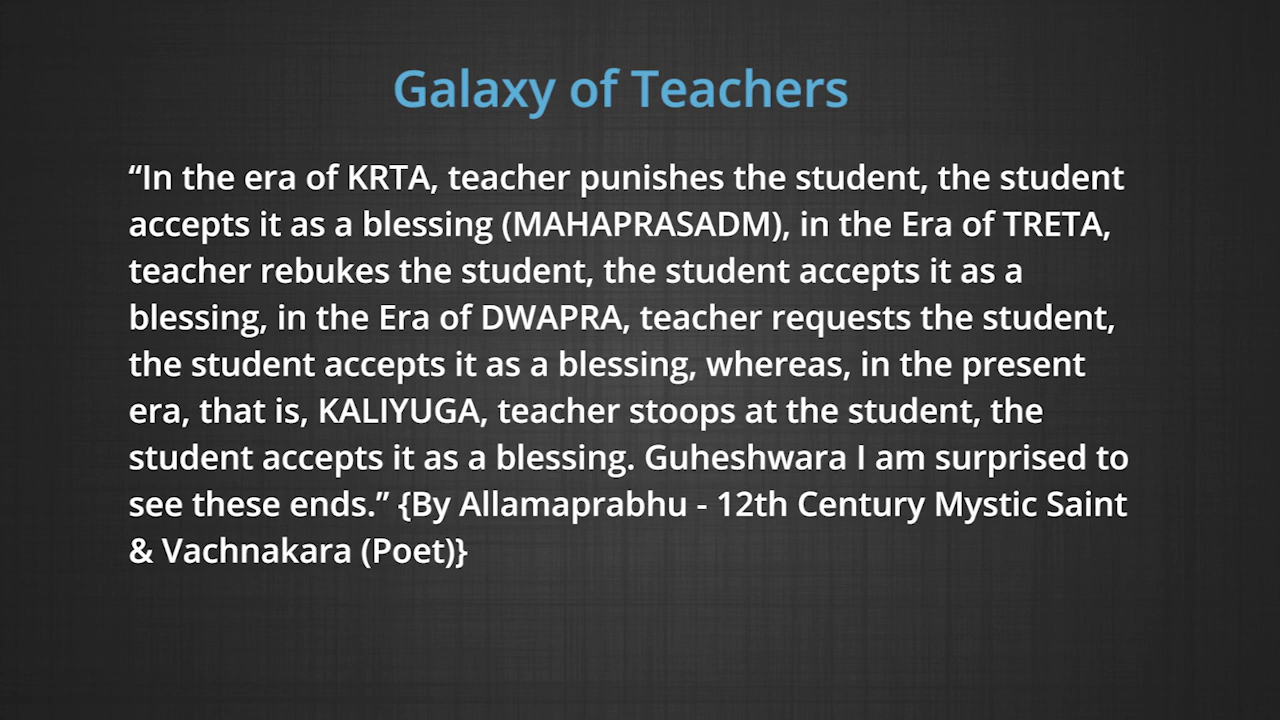 Galaxy of Teachers
“In the era of KRTA, teacher punishes the student, the student
accepts it as a blessing (MAHAPRASADM), in the Era of TRETA,
teacher rebukes the student, the student accepts it as a
blessing, in the Era of DWAPRA, teacher requests the student,
the student accepts it as a blessing, whereas, in the present
era, that is, KALIYUGA, teacher stoops at the student, the
student accepts it as a blessing. Guheshwara I am surprised to
see these ends.” {By Allamaprabhu - 12th Century Mystic Saint
& Vachnakara (Poet)}